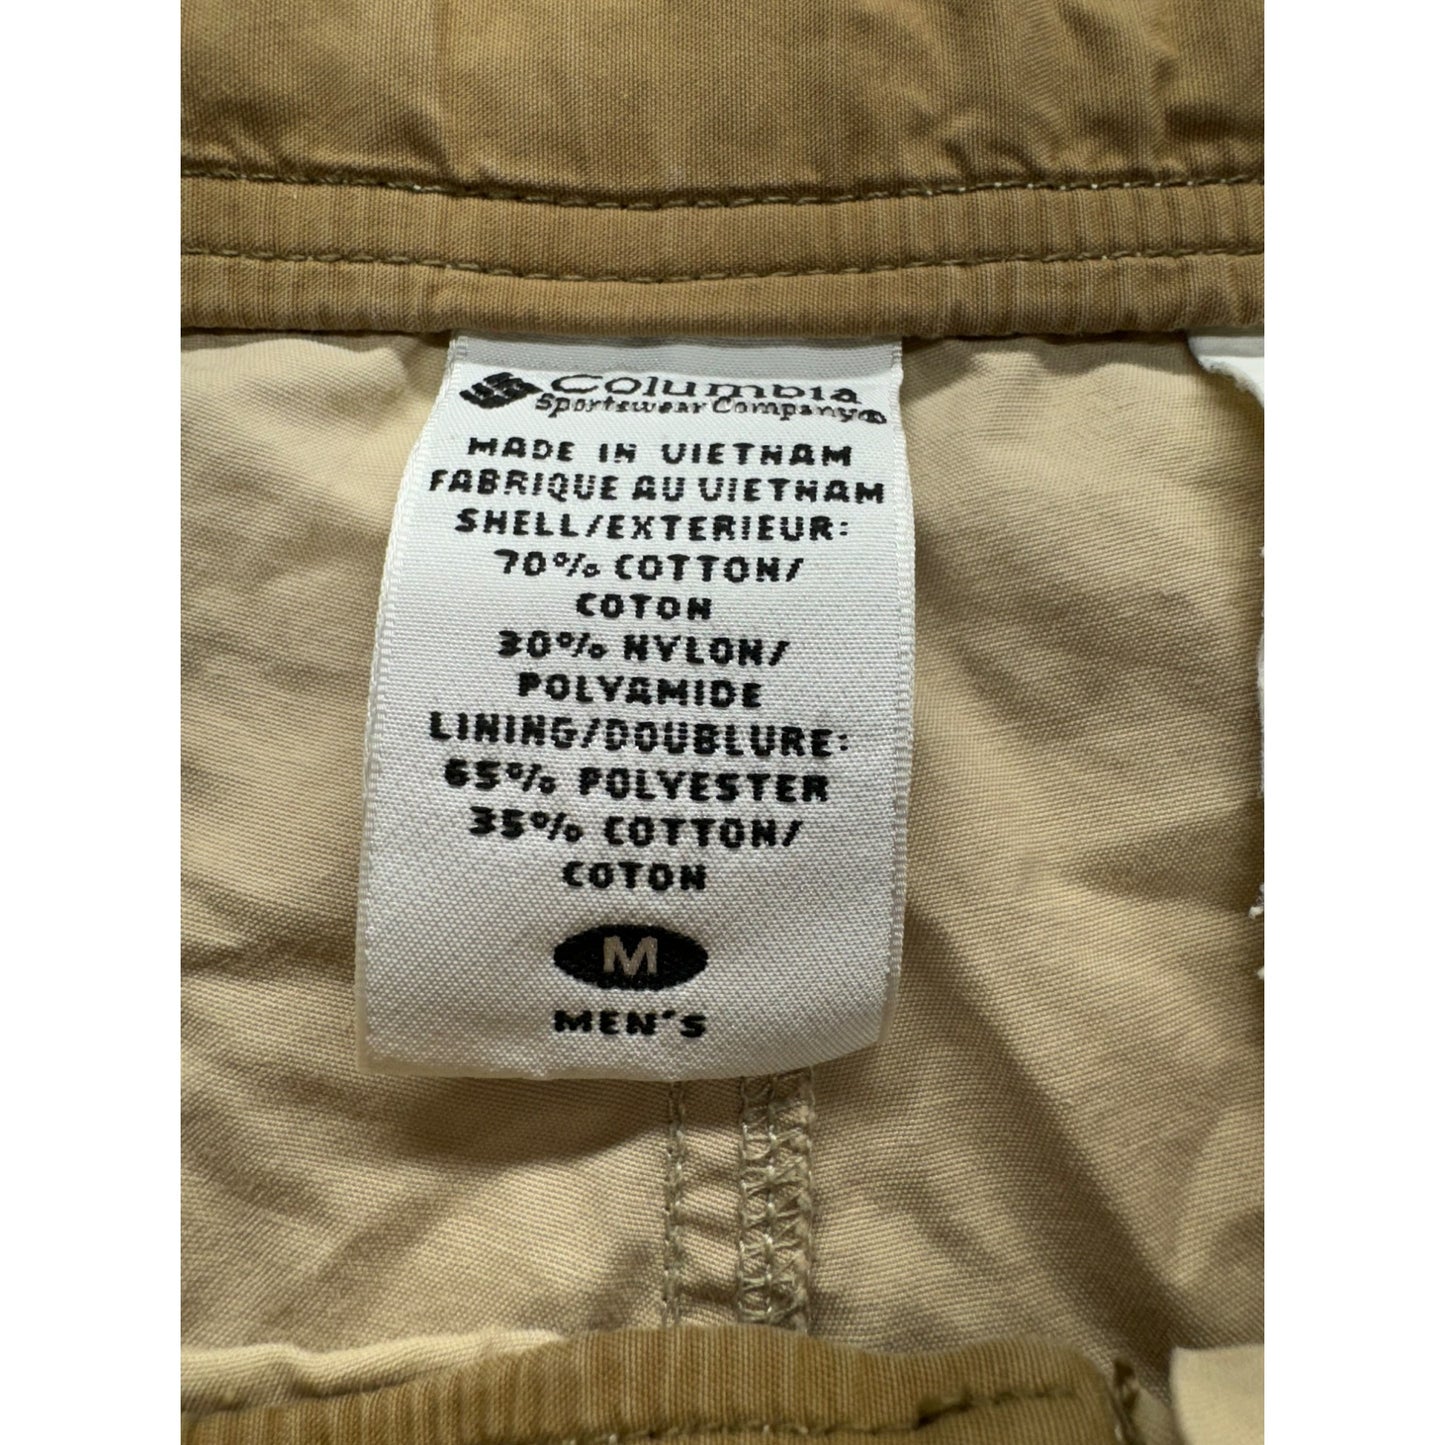 Columbia
Sportswear Company®
MADE IN VIETNAM
FABRIQUE AU VIETNAM
SHELL/EXTERIEUR:
70% COTTON/
COTON
30% NYLON/
POLYAMIDE
LINING/DOUBLURE:
65% POLYESTER
35% COTTON/
COTON
M
MEN'S